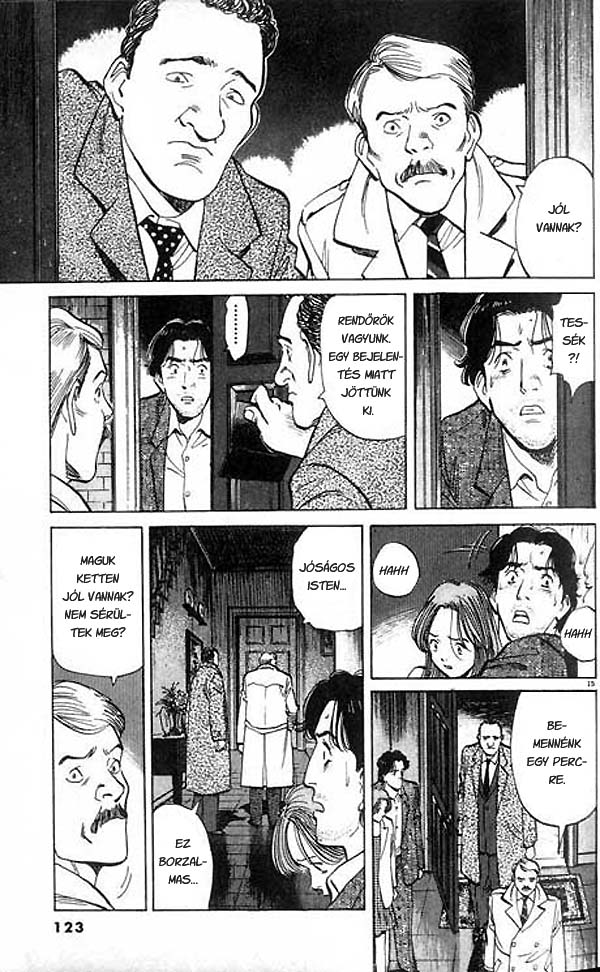 JÓL
VANNAK?
TES-
SÉK
?!
RENDŐRÖK
VAGYUNK.
EGY BEJELEN-
TÉS MIATT
JÖTTÜNK
KI.
HAHH
HAHH
15
BE-
MENNÉNK
EGY PERC-
RE.
JÓSÁGOS
ISTEN...
EZ
BORZAL-
MAS...
MAGUK
KETTEN
JÓL VANNAK?
NEM SÉRÜL-
TEK MEG?
123